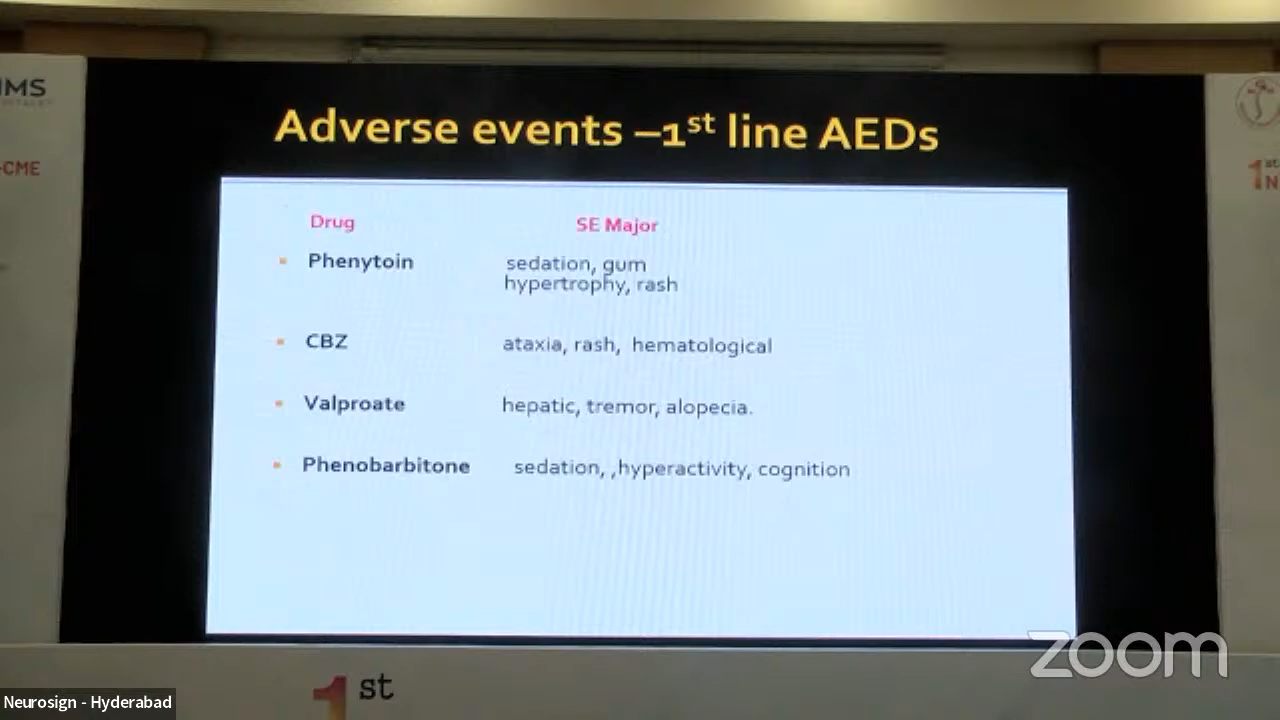 IMS
CME
Adverse events –1st line AEDs
1st
N
Drug SE Major
Phenytoin sedation, gum
hypertrophy, rash
CBZ ataxia, rash, hematological
Valproate hepatic, tremor, alopecia.
Phenobarbitone sedation, ,hyperactivity, cognition
zoom
1st
Neurosign - Hyderabad